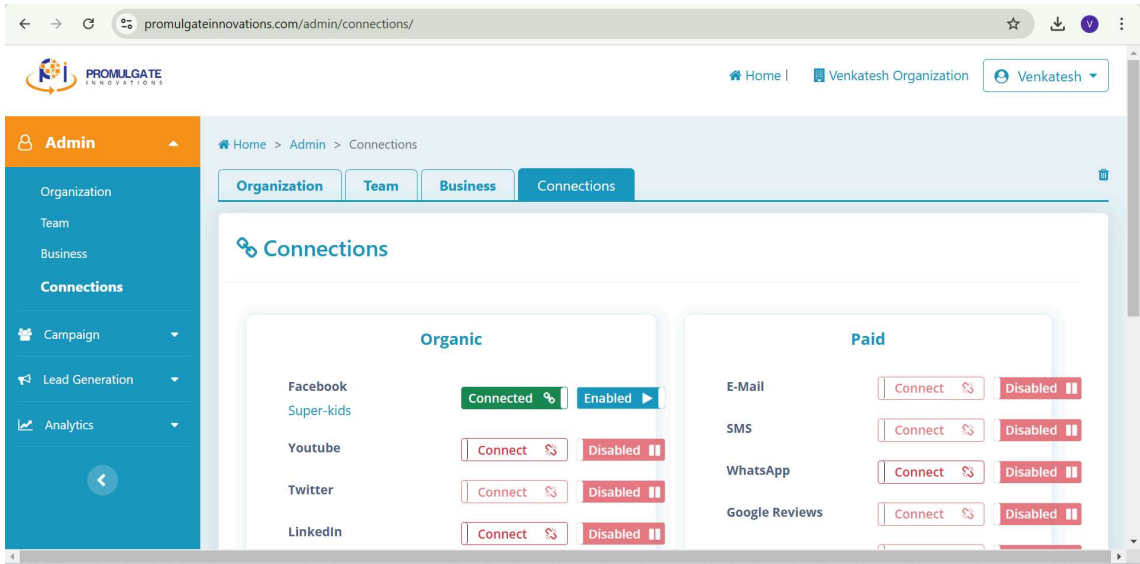 promulgateinnovations.com/admin/connections/
V
PROMULGATE
INNOVATIONS
Home |
Venkatesh Organization
Venkatesh
Admin
Organization
Team
Business
Connections
Campaign
Lead Generation
Analytics
Home > Admin > Connections
Organization
Team
Business
Connections
Connections
Organic
Facebook
Super-kids
Connected
Enabled
Youtube
Connect
Disabled
Twitter
Connect
Disabled
LinkedIn
Connect
Disabled
Paid
E-Mail
Connect
Disabled
SMS
Connect
Disabled
WhatsApp
Connect
Disabled
Google Reviews
Connect
Disabled